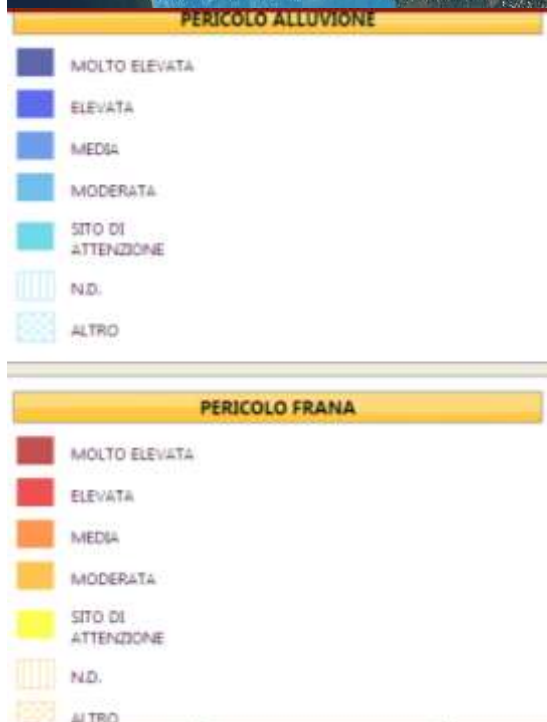 PERICOLO ALLUVIONE
MOLTO ELEVATA
ELEVATA
MEDIA
MODERATA
SITO DI
ATTENZIONE
N.D.
ALTRO
PERICOLO FRANA
MOLTO ELEVATA
ELEVATA
MEDIA
MODERATA
SITO DI
ATTENZIONE
N.D.
ALTRO